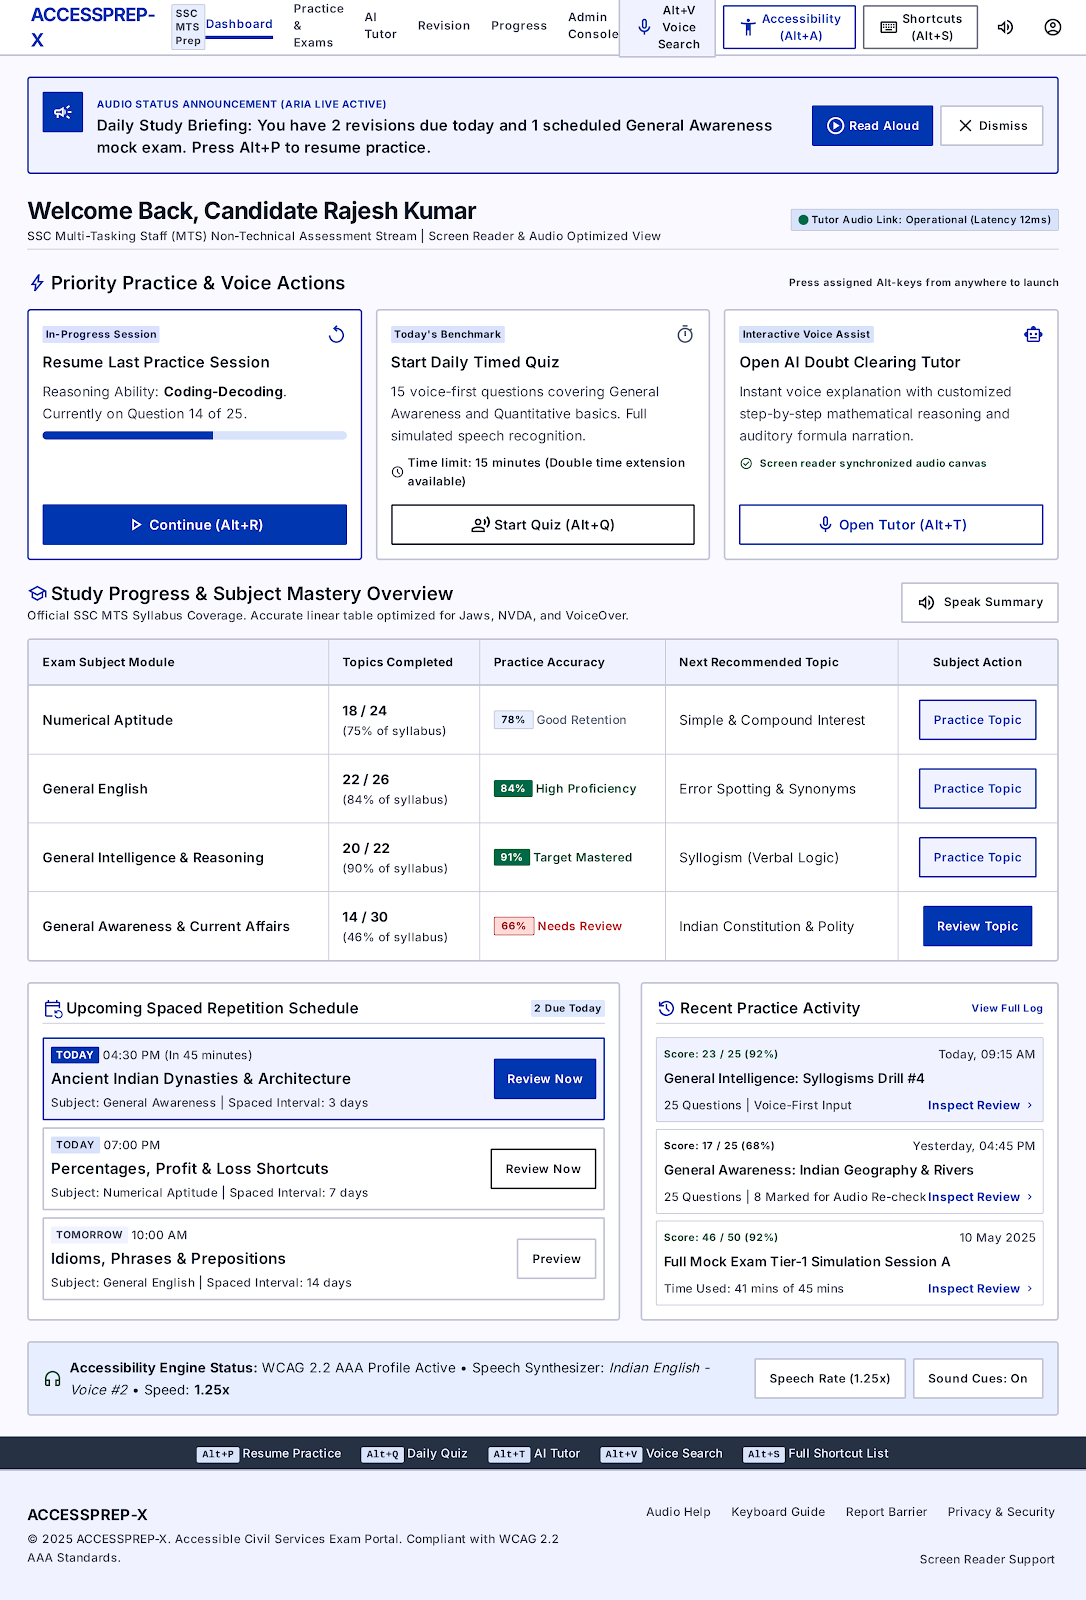 ACCESSPREP-
X
SSC
MTS
Prep
Dashboard
Practice
&
Exams
AI
Tutor
Revision
Progress
Admin
Console
Alt+V
Voice
Search
Accessibility
(Alt+A)
Shortcuts
(Alt+S)
AUDIO STATUS ANNOUNCEMENT (ARIA LIVE ACTIVE)
Daily Study Briefing: You have 2 revisions due today and 1 scheduled General Awareness
mock exam. Press Alt+P to resume practice.
Read Aloud
Dismiss
Welcome Back, Candidate Rajesh Kumar
SSC Multi-Tasking Staff (MTS) Non-Technical Assessment Stream | Screen Reader & Audio Optimized View
Tutor Audio Link: Operational (Latency 12ms)
Priority Practice & Voice Actions
Press assigned Alt-keys from anywhere to launch
In-Progress Session
Resume Last Practice Session
Reasoning Ability: Coding-Decoding.
Currently on Question 14 of 25.
Continue (Alt+R)
Today's Benchmark
Start Daily Timed Quiz
15 voice-first questions covering General
Awareness and Quantitative basics. Full
simulated speech recognition.
Time limit: 15 minutes (Double time extension
available)
Start Quiz (Alt+Q)
Interactive Voice Assist
Open AI Doubt Clearing Tutor
Instant voice explanation with customized
step-by-step mathematical reasoning and
auditory formula narration.
Screen reader synchronized audio canvas
Open Tutor (Alt+T)
Study Progress & Subject Mastery Overview
Official SSC MTS Syllabus Coverage. Accurate linear table optimized for Jaws, NVDA, and VoiceOver.
Speak Summary
Exam Subject Module
Topics Completed
Practice Accuracy
Next Recommended Topic
Subject Action
Numerical Aptitude
18 / 24
(75% of syllabus)
78% Good Retention
Simple & Compound Interest
Practice Topic
General English
22 / 26
(84% of syllabus)
84% High Proficiency
Error Spotting & Synonyms
Practice Topic
General Intelligence & Reasoning
20 / 22
(90% of syllabus)
91% Target Mastered
Syllogism (Verbal Logic)
Practice Topic
General Awareness & Current Affairs
14 / 30
(46% of syllabus)
66% Needs Review
Indian Constitution & Polity
Review Topic
Upcoming Spaced Repetition Schedule
2 Due Today
TODAY 04:30 PM (In 45 minutes)
Ancient Indian Dynasties & Architecture
Subject: General Awareness | Spaced Interval: 3 days
Review Now
TODAY 07:00 PM
Percentages, Profit & Loss Shortcuts
Subject: Numerical Aptitude | Spaced Interval: 7 days
Review Now
TOMORROW 10:00 AM
Idioms, Phrases & Prepositions
Subject: General English | Spaced Interval: 14 days
Preview
Recent Practice Activity
View Full Log
Score: 23 / 25 (92%)
Today, 09:15 AM
General Intelligence: Syllogisms Drill #4
25 Questions | Voice-First Input
Inspect Review ›
Score: 17 / 25 (68%)
Yesterday, 04:45 PM
General Awareness: Indian Geography & Rivers
25 Questions | 8 Marked for Audio Re-check
Inspect Review ›
Score: 46 / 50 (92%)
10 May 2025
Full Mock Exam Tier-1 Simulation Session A
Time Used: 41 mins of 45 mins
Inspect Review ›
Accessibility Engine Status: WCAG 2.2 AAA Profile Active • Speech Synthesizer: Indian English -
Voice #2 • Speed: 1.25x
Speech Rate (1.25x)
Sound Cues: On
Alt+P Resume Practice
Alt+Q Daily Quiz
Alt+T AI Tutor
Alt+V Voice Search
Alt+S Full Shortcut List
ACCESSPREP-X
© 2025 ACCESSPREP-X. Accessible Civil Services Exam Portal. Compliant with WCAG 2.2
AAA Standards.
Audio Help
Keyboard Guide
Report Barrier
Privacy & Security
Screen Reader Support